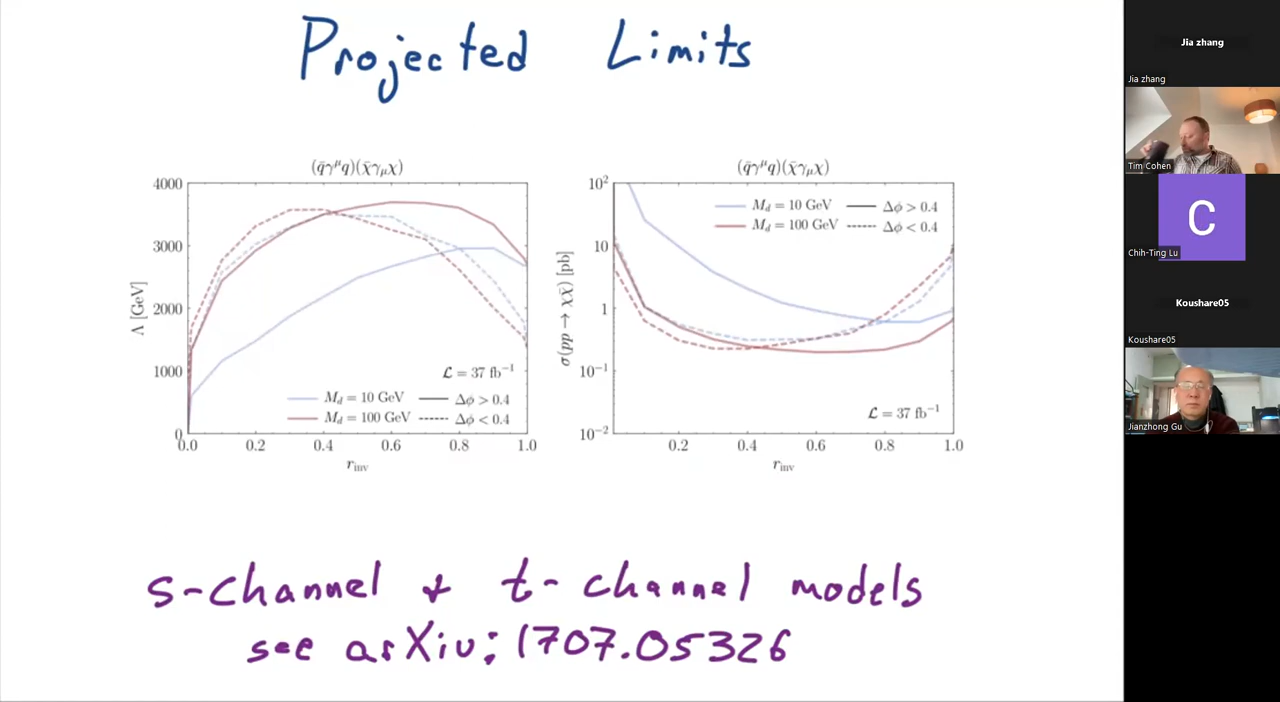 Projected Limits
(q̄γ^μq)(χ̄γ_μχ)
4000
3000
2000
1000
0
Λ [GeV]
𝓛 = 37 fb⁻¹
M_d = 10 GeV
Δϕ > 0.4
M_d = 100 GeV
Δϕ < 0.4
0.0 0.2 0.4 0.6 0.8 1.0
r_inv
(q̄γ^μq)(χ̄γ_μχ)
10²
10
1
10⁻¹
10⁻²
σ(pp → χχ̄) [pb]
M_d = 10 GeV
Δϕ > 0.4
M_d = 100 GeV
Δϕ < 0.4
𝓛 = 37 fb⁻¹
0.2 0.4 0.6 0.8 1.0
r_inv
s-channel & t-channel models
see arXiv:1707.05326
Jia zhang
Jia zhang
Tim Cohen
C
Chih-Ting Lu
Koushare05
Koushare05
Jianzhong Gu